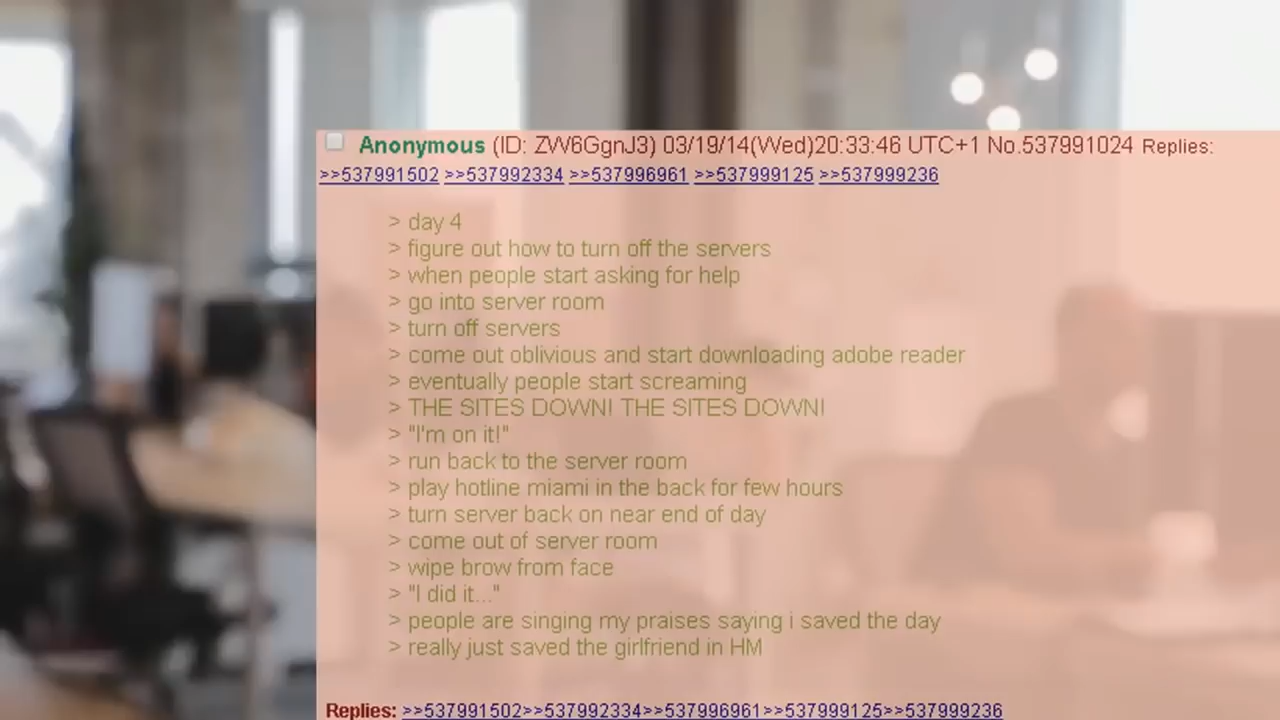 Anonymous (ID: ZW6GgnJ3) 03/19/14(Wed)20:33:46 UTC+1 No.537991024 Replies:
>>537991502 >>537992334 >>537996961 >>537999125 >>537999236
> day 4
> figure out how to turn off the servers
> when people start asking for help
> go into server room
> turn off servers
> come out oblivious and start downloading adobe reader
> eventually people start screaming
> THE SITES DOWN! THE SITES DOWN!
> "I'm on it!"
> run back to the server room
> play hotline miami in the back for few hours
> turn server back on near end of day
> come out of server room
> wipe brow from face
> "I did it..."
> people are singing my praises saying i saved the day
> really just saved the girlfriend in HM
Replies: >>537991502>>537992334>>537996961>>537999125>>537999236